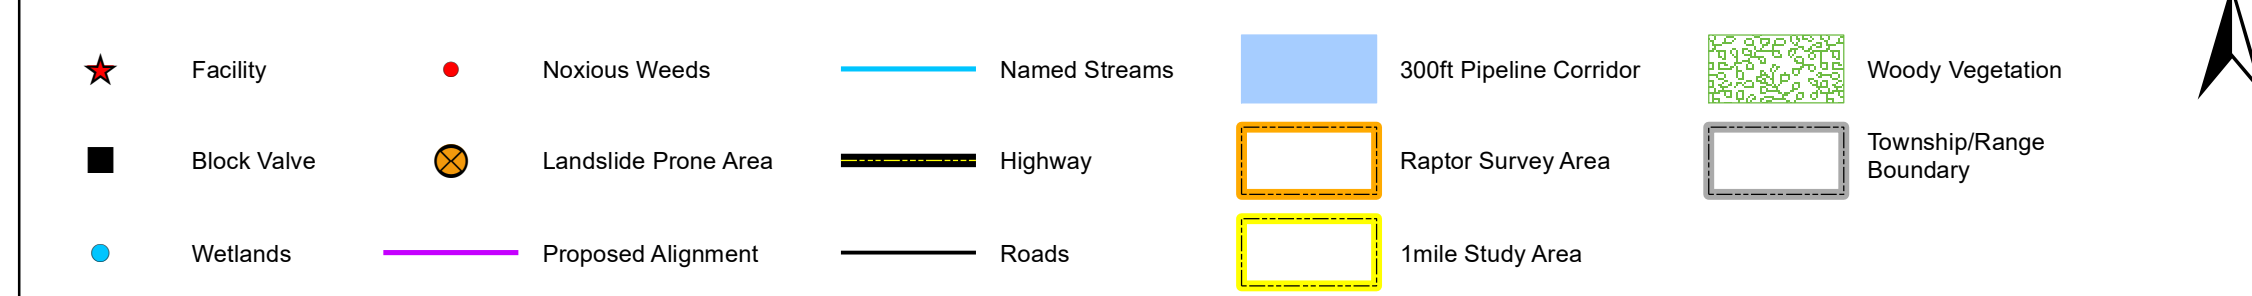 Facility
Noxious Weeds
Named Streams
300ft Pipeline Corridor
Woody Vegetation
Block Valve
Landslide Prone Area
Highway
Raptor Survey Area
Township/Range
Boundary
Wetlands
Proposed Alignment
Roads
1mile Study Area